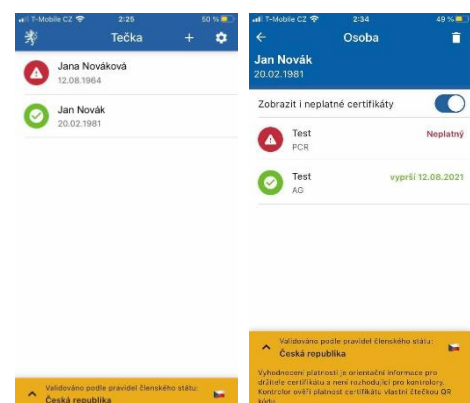 T-Mobile CZ 2:25 50 %
Tečka
Jana Nováková
12.08.1964
Jan Novák
20.02.1981
Validováno podle pravidel členského státu:
Česká republika
T-Mobile CZ 2:34 49 %
Osoba
Jan Novák
20.02.1981
Zobrazit i neplatné certifikáty
Test Neplatný
PCR
Test vyprší 12.08.2021
AG
Validováno podle pravidel členského státu:
Česká republika
Vyhodnocení platnosti je orientační informace pro
držitele certifikátu a není rozhodující pro kontrolory.
Kontrolor ověří platnost certifikátu vlastní čtečkou QR
kódu.